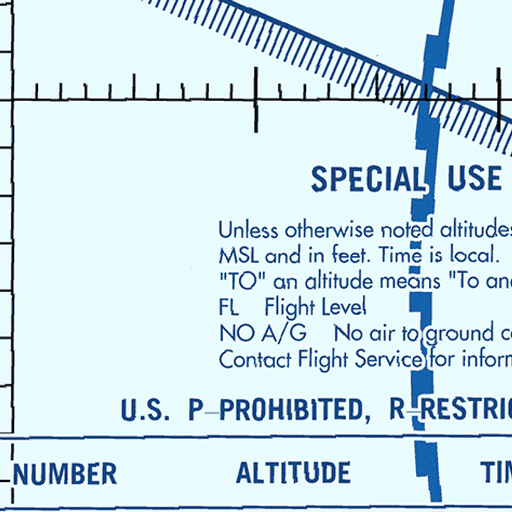 SPECIAL USE
Unless otherwise noted altitudes
MSL and in feet. Time is local.
"TO" an altitude means "To and
FL Flight Level
NO A/G No air to ground
Contact Flight Service for inform
U.S. P-PROHIBITED, R-RESTRIC
NUMBER ALTITUDE TIM